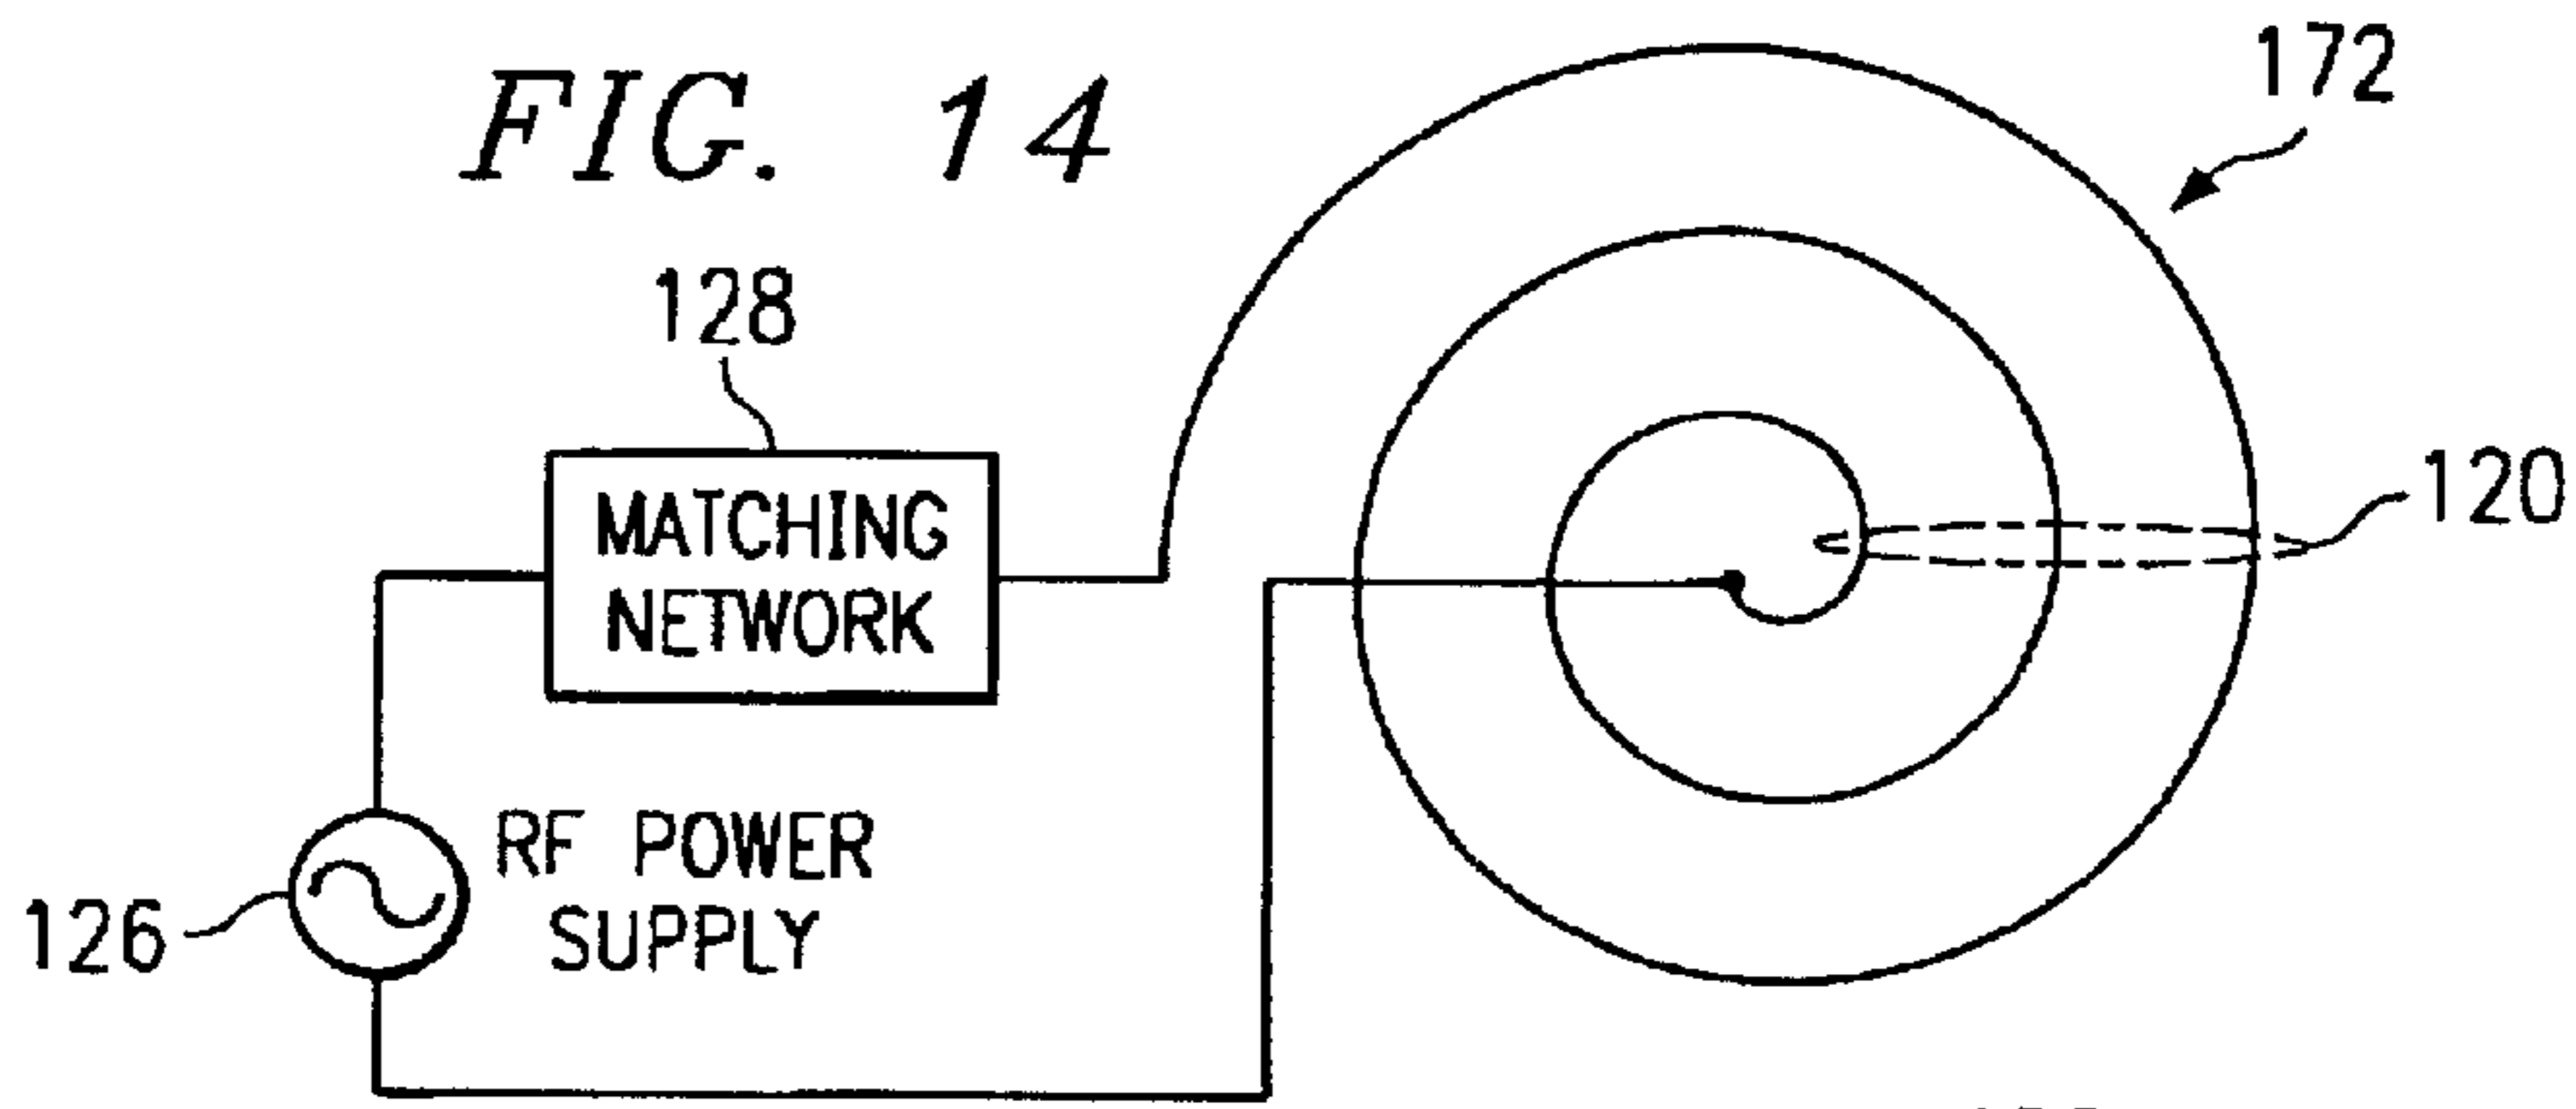 FIG. 14
172
128
MATCHING
NETWORK
120
RF POWER
SUPPLY
126